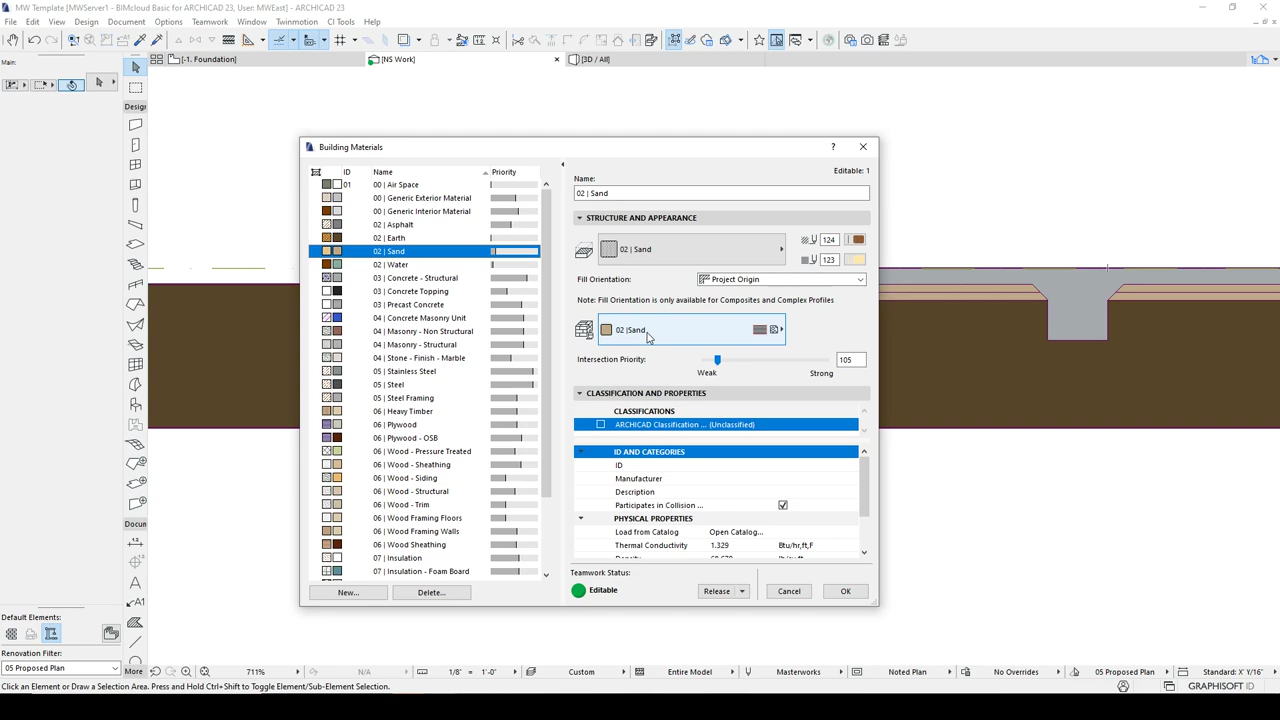 MW Template [MWServer1 - BIMcloud Basic for ARCHICAD 23, User: MWEast] - ARCHICAD 23
File Edit View Design Document Options Teamwork Window Twinmotion CI Tools Help
Main:
[-1. Foundation]
[NS Work]
[3D / All]
Desigr
Docun
More
Default Elements:
Renovation Filter:
05 Proposed Plan
Building Materials
ID Name Priority
01 00 | Air Space
00 | Generic Exterior Material
00 | Generic Interior Material
02 | Asphalt
02 | Earth
02 | Sand
02 | Water
03 | Concrete - Structural
03 | Concrete Topping
03 | Precast Concrete
04 | Concrete Masonry Unit
04 | Masonry - Non Structural
04 | Masonry - Structural
04 | Stone - Finish - Marble
05 | Stainless Steel
05 | Steel
05 | Steel Framing
06 | Heavy Timber
06 | Plywood
06 | Plywood - OSB
06 | Wood - Pressure Treated
06 | Wood - Sheathing
06 | Wood - Siding
06 | Wood - Structural
06 | Wood - Trim
06 | Wood Framing Floors
06 | Wood Framing Walls
06 | Wood Sheathing
07 | Insulation
07 | Insulation - Foam Board
New...
Delete...
Editable: 1
Name:
02 | Sand
STRUCTURE AND APPEARANCE
02 | Sand
124
123
Fill Orientation:
Project Origin
Note: Fill Orientation is only available for Composites and Complex Profiles
02 |Sand
Intersection Priority:
105
Weak
Strong
CLASSIFICATION AND PROPERTIES
CLASSIFICATIONS
ARCHICAD Classification ... (Unclassified)
ID AND CATEGORIES
ID
Manufacturer
Description
Participates in Collision ...
PHYSICAL PROPERTIES
Load from Catalog Open Catalog...
Thermal Conductivity 1.329 Btu/hr,ft,F
Teamwork Status:
Editable
Release
Cancel
OK
711%
N/A
1/8" = 1'-0"
Custom
Entire Model
Masterworks
Noted Plan
No Overrides
05 Proposed Plan
Standard: X' Y/16"
Click an Element or Draw a Selection Area. Press and Hold Ctrl+Shift to Toggle Element/Sub-Element Selection.
GRAPHISOFT ID